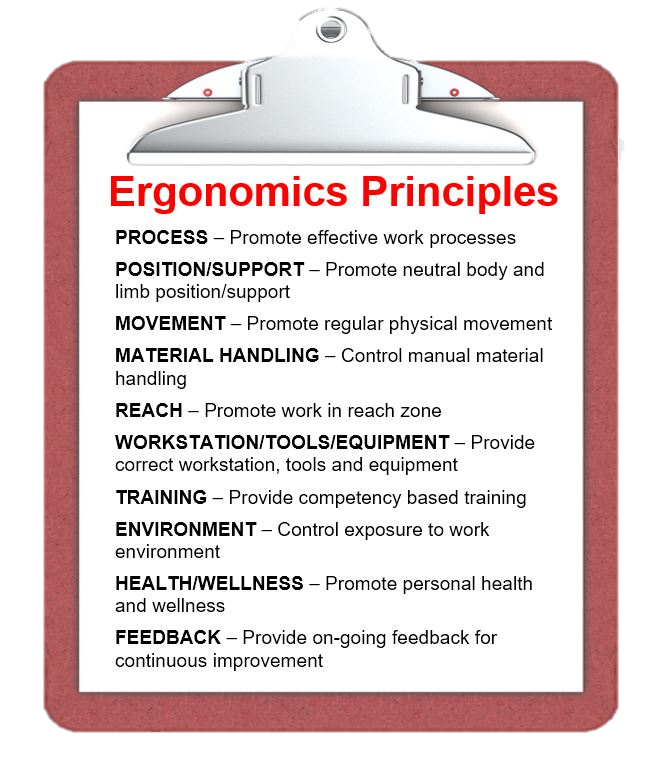 Ergonomics Principles
PROCESS – Promote effective work processes
POSITION/SUPPORT – Promote neutral body and
limb position/support
MOVEMENT – Promote regular physical movement
MATERIAL HANDLING – Control manual material
handling
REACH – Promote work in reach zone
WORKSTATION/TOOLS/EQUIPMENT – Provide
correct workstation, tools and equipment
TRAINING – Provide competency based training
ENVIRONMENT – Control exposure to work
environment
HEALTH/WELLNESS – Promote personal health
and wellness
FEEDBACK – Provide on-going feedback for
continuous improvement